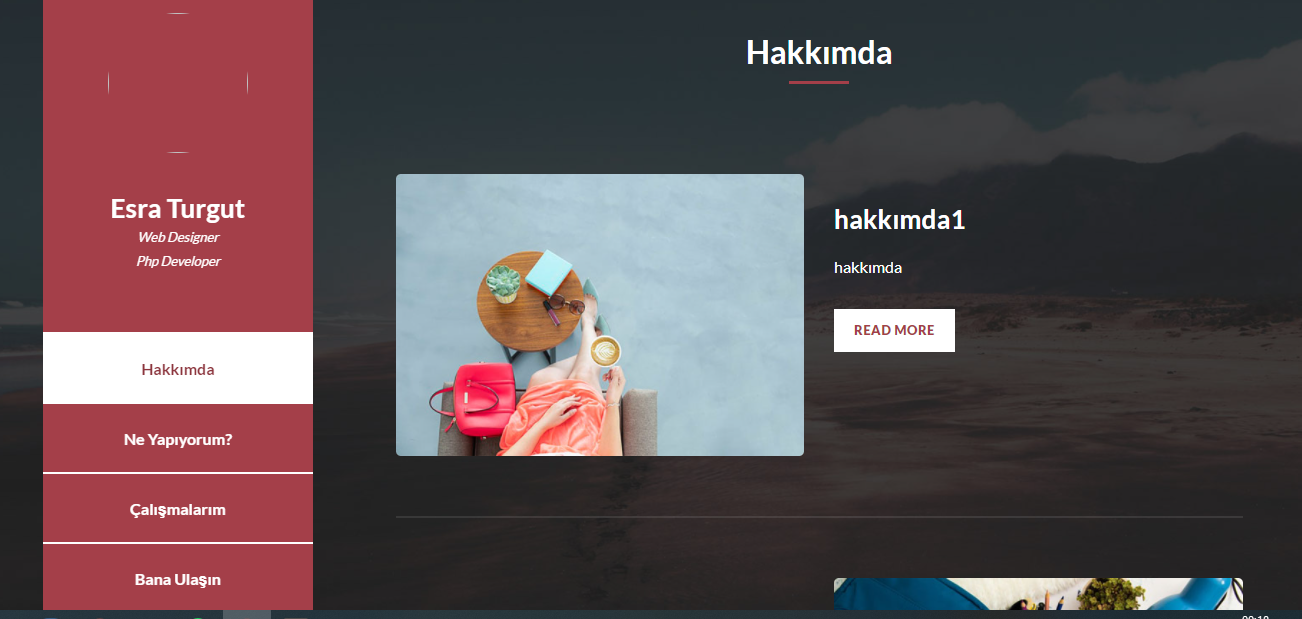 Esra Turgut
Web Designer
Php Developer
Hakkımda
Ne Yapıyorum?
Çalışmalarım
Bana Ulaşın
Hakkımda
hakkımda1
hakkımda
READ MORE